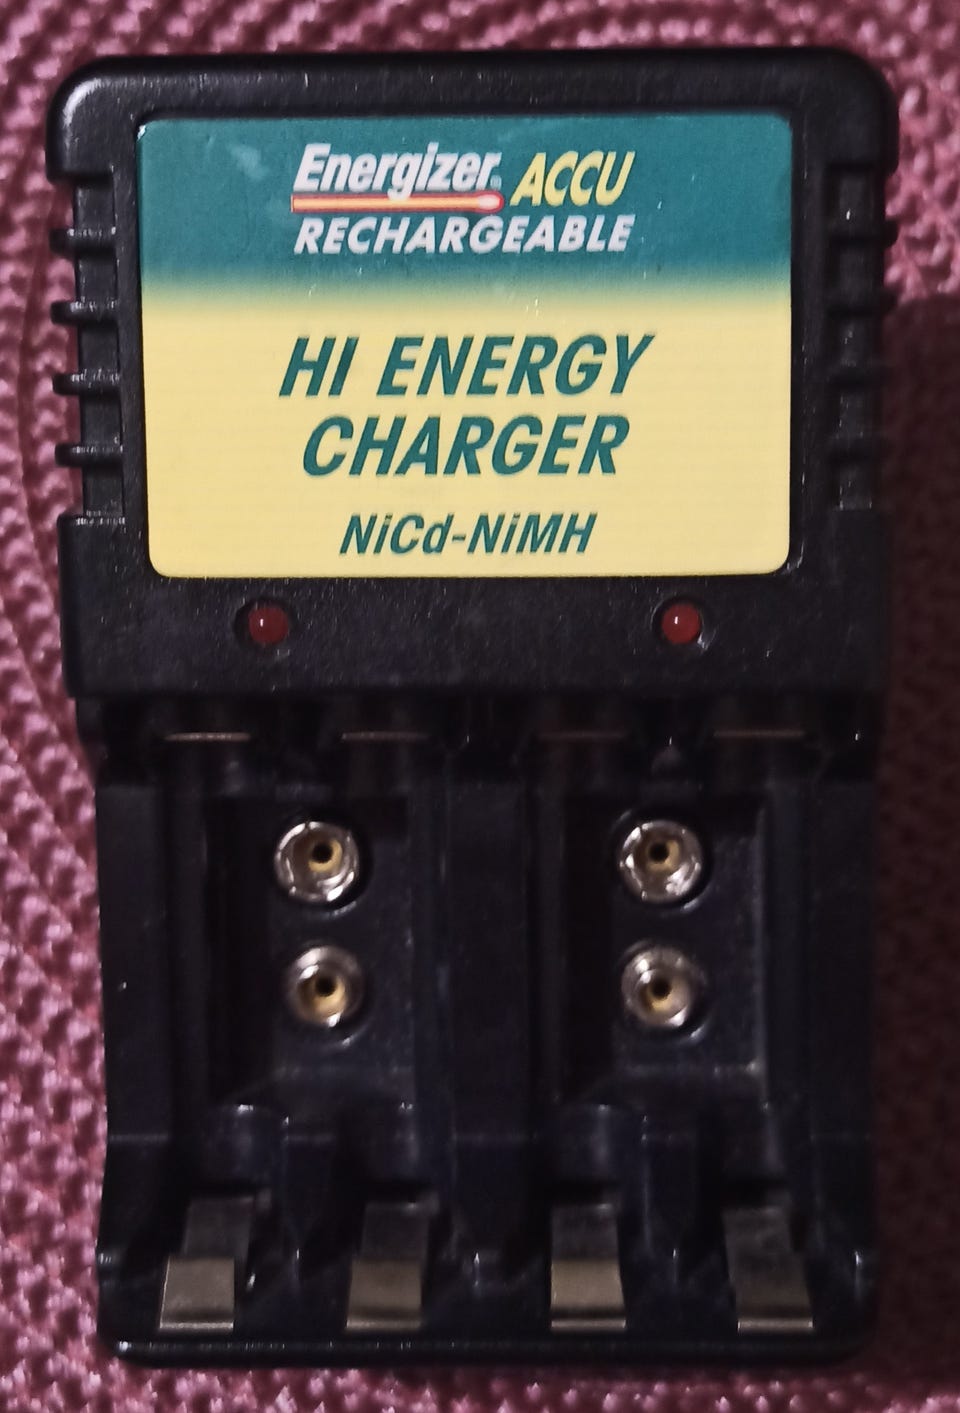 Energizer® ACCU
RECHARGEABLE
HI ENERGY
CHARGER
NiCd-NiMH